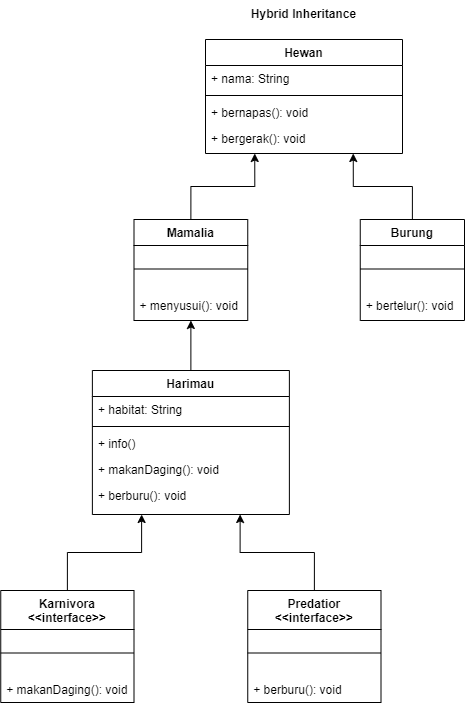 Hybrid Inheritance
Hewan
+ nama: String
+ bernapas(): void
+ bergerak(): void
Mamalia
+ menyusui(): void
Burung
+ bertelur(): void
Harimau
+ habitat: String
+ info()
+ makanDaging(): void
+ berburu(): void
Karnivora
<<interface>>
+ makanDaging(): void
Predatior
<<interface>>
+ berburu(): void